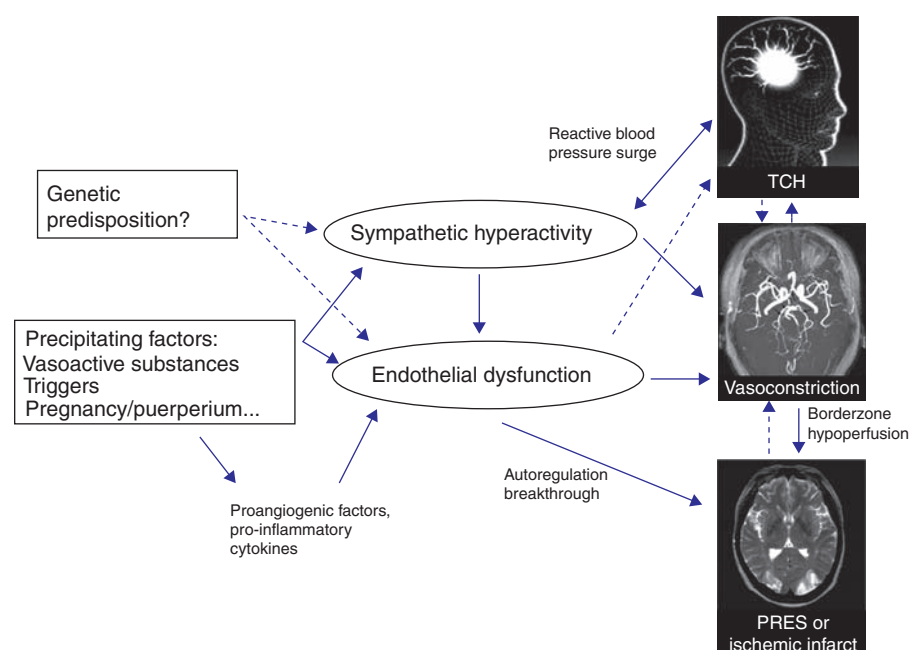 Reactive blood
pressure surge
TCH
Genetic
predisposition?
Sympathetic hyperactivity
Precipitating factors:
Vasoactive substances
Triggers
Pregnancy/puerperium...
Endothelial dysfunction
Vasoconstriction
Borderzone
hypoperfusion
Autoregulation
breakthrough
Proangiogenic factors,
pro-inflammatory
cytokines
PRES or
ischemic infarct